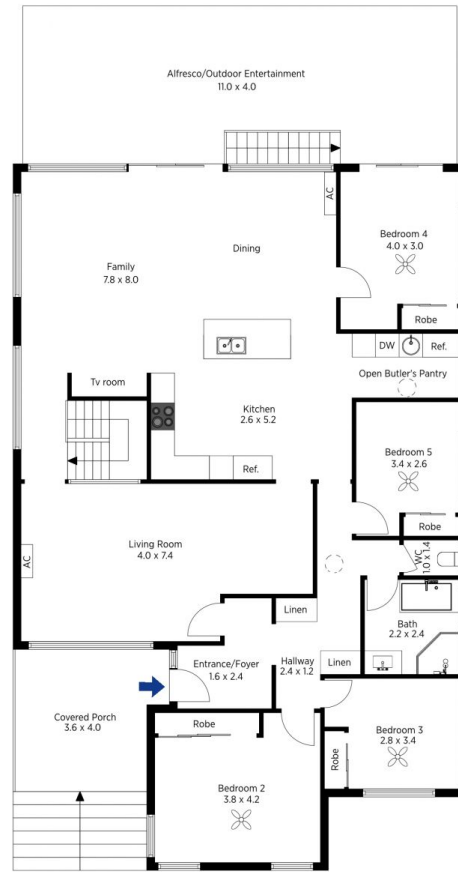 Alfresco/Outdoor Entertainment
11.0 x 4.0
AC
Bedroom 4
4.0 x 3.0
Dining
Family
7.8 x 8.0
Robe
DW
Ref.
Open Butler's Pantry
Tv room
Kitchen
2.6 x 5.2
Ref.
Bedroom 5
3.4 x 2.6
Robe
Living Room
4.0 x 7.4
AC
WC
1.0 x 1.4
Linen
Bath
2.2 x 2.4
Entrance/Foyer
1.6 x 2.4
Hallway
2.4 x 1.2
Linen
Covered Porch
3.6 x 4.0
Robe
Bedroom 3
2.8 x 3.4
Robe
Bedroom 2
3.8 x 4.2